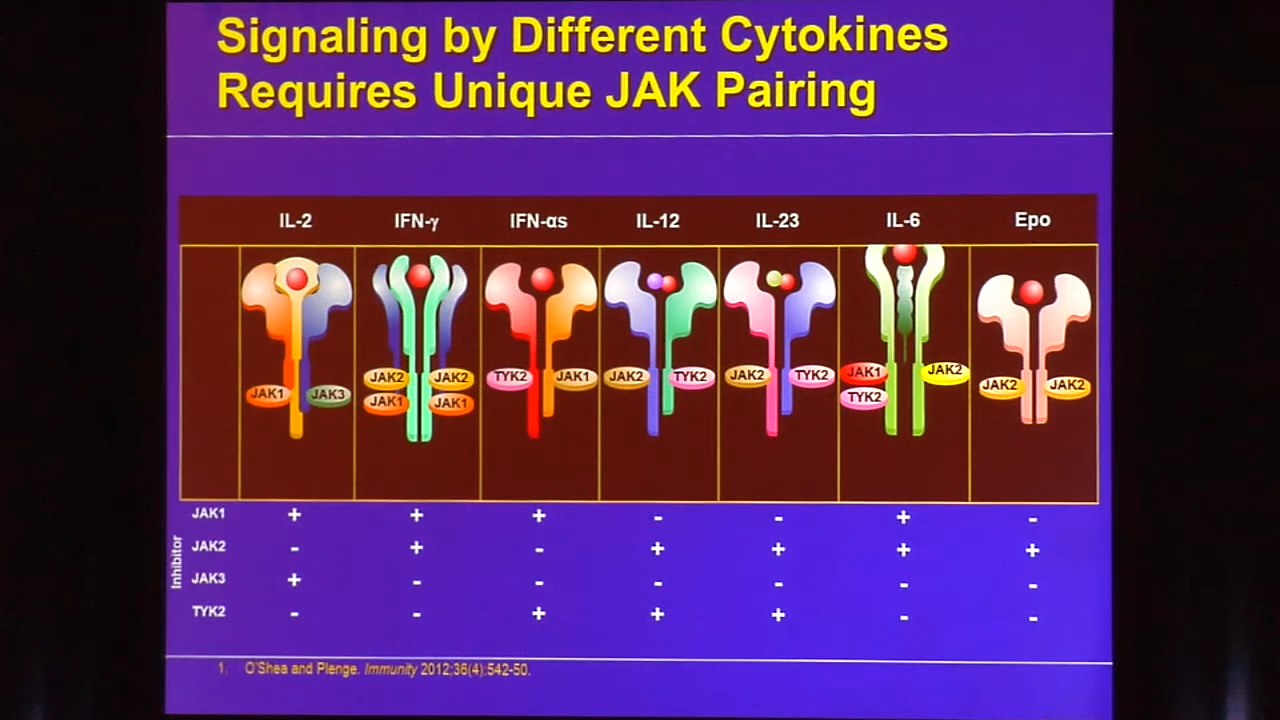 Signaling by Different Cytokines
Requires Unique JAK Pairing
IL-2 IFN-γ IFN-αs IL-12 IL-23 IL-6 Epo
JAK1 JAK3
JAK2 JAK2
JAK1 JAK1
TYK2 JAK1
JAK2 TYK2
JAK2 TYK2
JAK1 JAK2
TYK2
JAK2 JAK2
Inhibitor
JAK1 + + + - - + -
JAK2 - + - + + + +
JAK3 + - - - - - -
TYK2 - - + + + - -
1. O'Shea and Plenge. Immunity 2012;36(4):542-50.